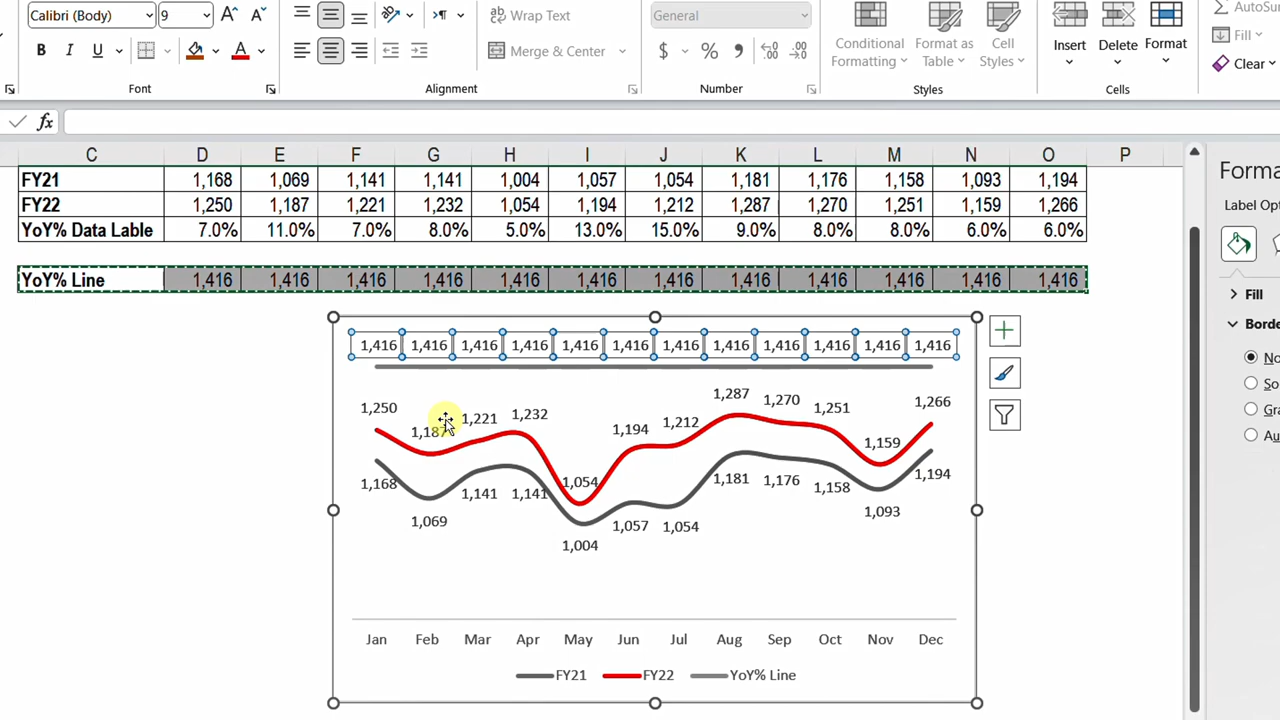 Calibri (Body) 9 A A Wrap Text General Conditional Formatting Format as Table Cell Styles Insert Delete Format AutoSu
B I U A Merge & Center $ % Fill
Clear
Font Alignment Number Styles Cells
fx
C D E F G H I J K L M N O P
FY21 1,168 1,069 1,141 1,141 1,004 1,057 1,054 1,181 1,176 1,158 1,093 1,194
FY22 1,250 1,187 1,221 1,232 1,054 1,194 1,212 1,287 1,270 1,251 1,159 1,266
YoY% Data Lable 7.0% 11.0% 7.0% 8.0% 5.0% 13.0% 15.0% 9.0% 8.0% 8.0% 6.0% 6.0%
YoY% Line 1,416 1,416 1,416 1,416 1,416 1,416 1,416 1,416 1,416 1,416 1,416 1,416
1,416 1,416 1,416 1,416 1,416 1,416 1,416 1,416 1,416 1,416 1,416 1,416
1,250 1,187 1,221 1,232 1,054 1,194 1,212 1,287 1,270 1,251 1,159 1,266
1,168 1,069 1,141 1,141 1,004 1,057 1,054 1,181 1,176 1,158 1,093 1,194
Jan Feb Mar Apr May Jun Jul Aug Sep Oct Nov Dec
FY21 FY22 YoY% Line
Forma
Label Opt
Fill
Borde
No
So
Gra
Au